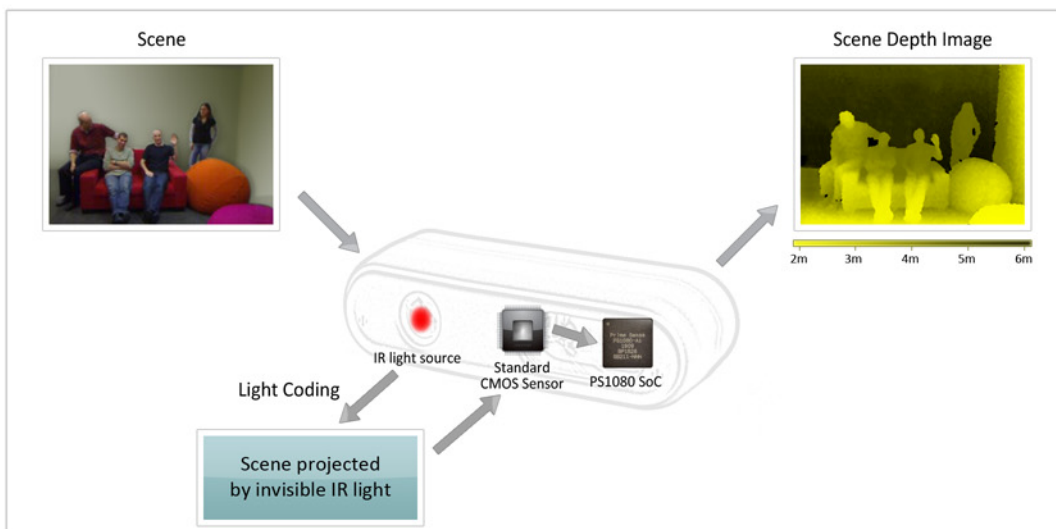 Scene
Scene Depth Image
2m 3m 4m 5m 6m
IR light source
Standard
CMOS Sensor
PS1080 SoC
Light Coding
Scene projected
by invisible IR light